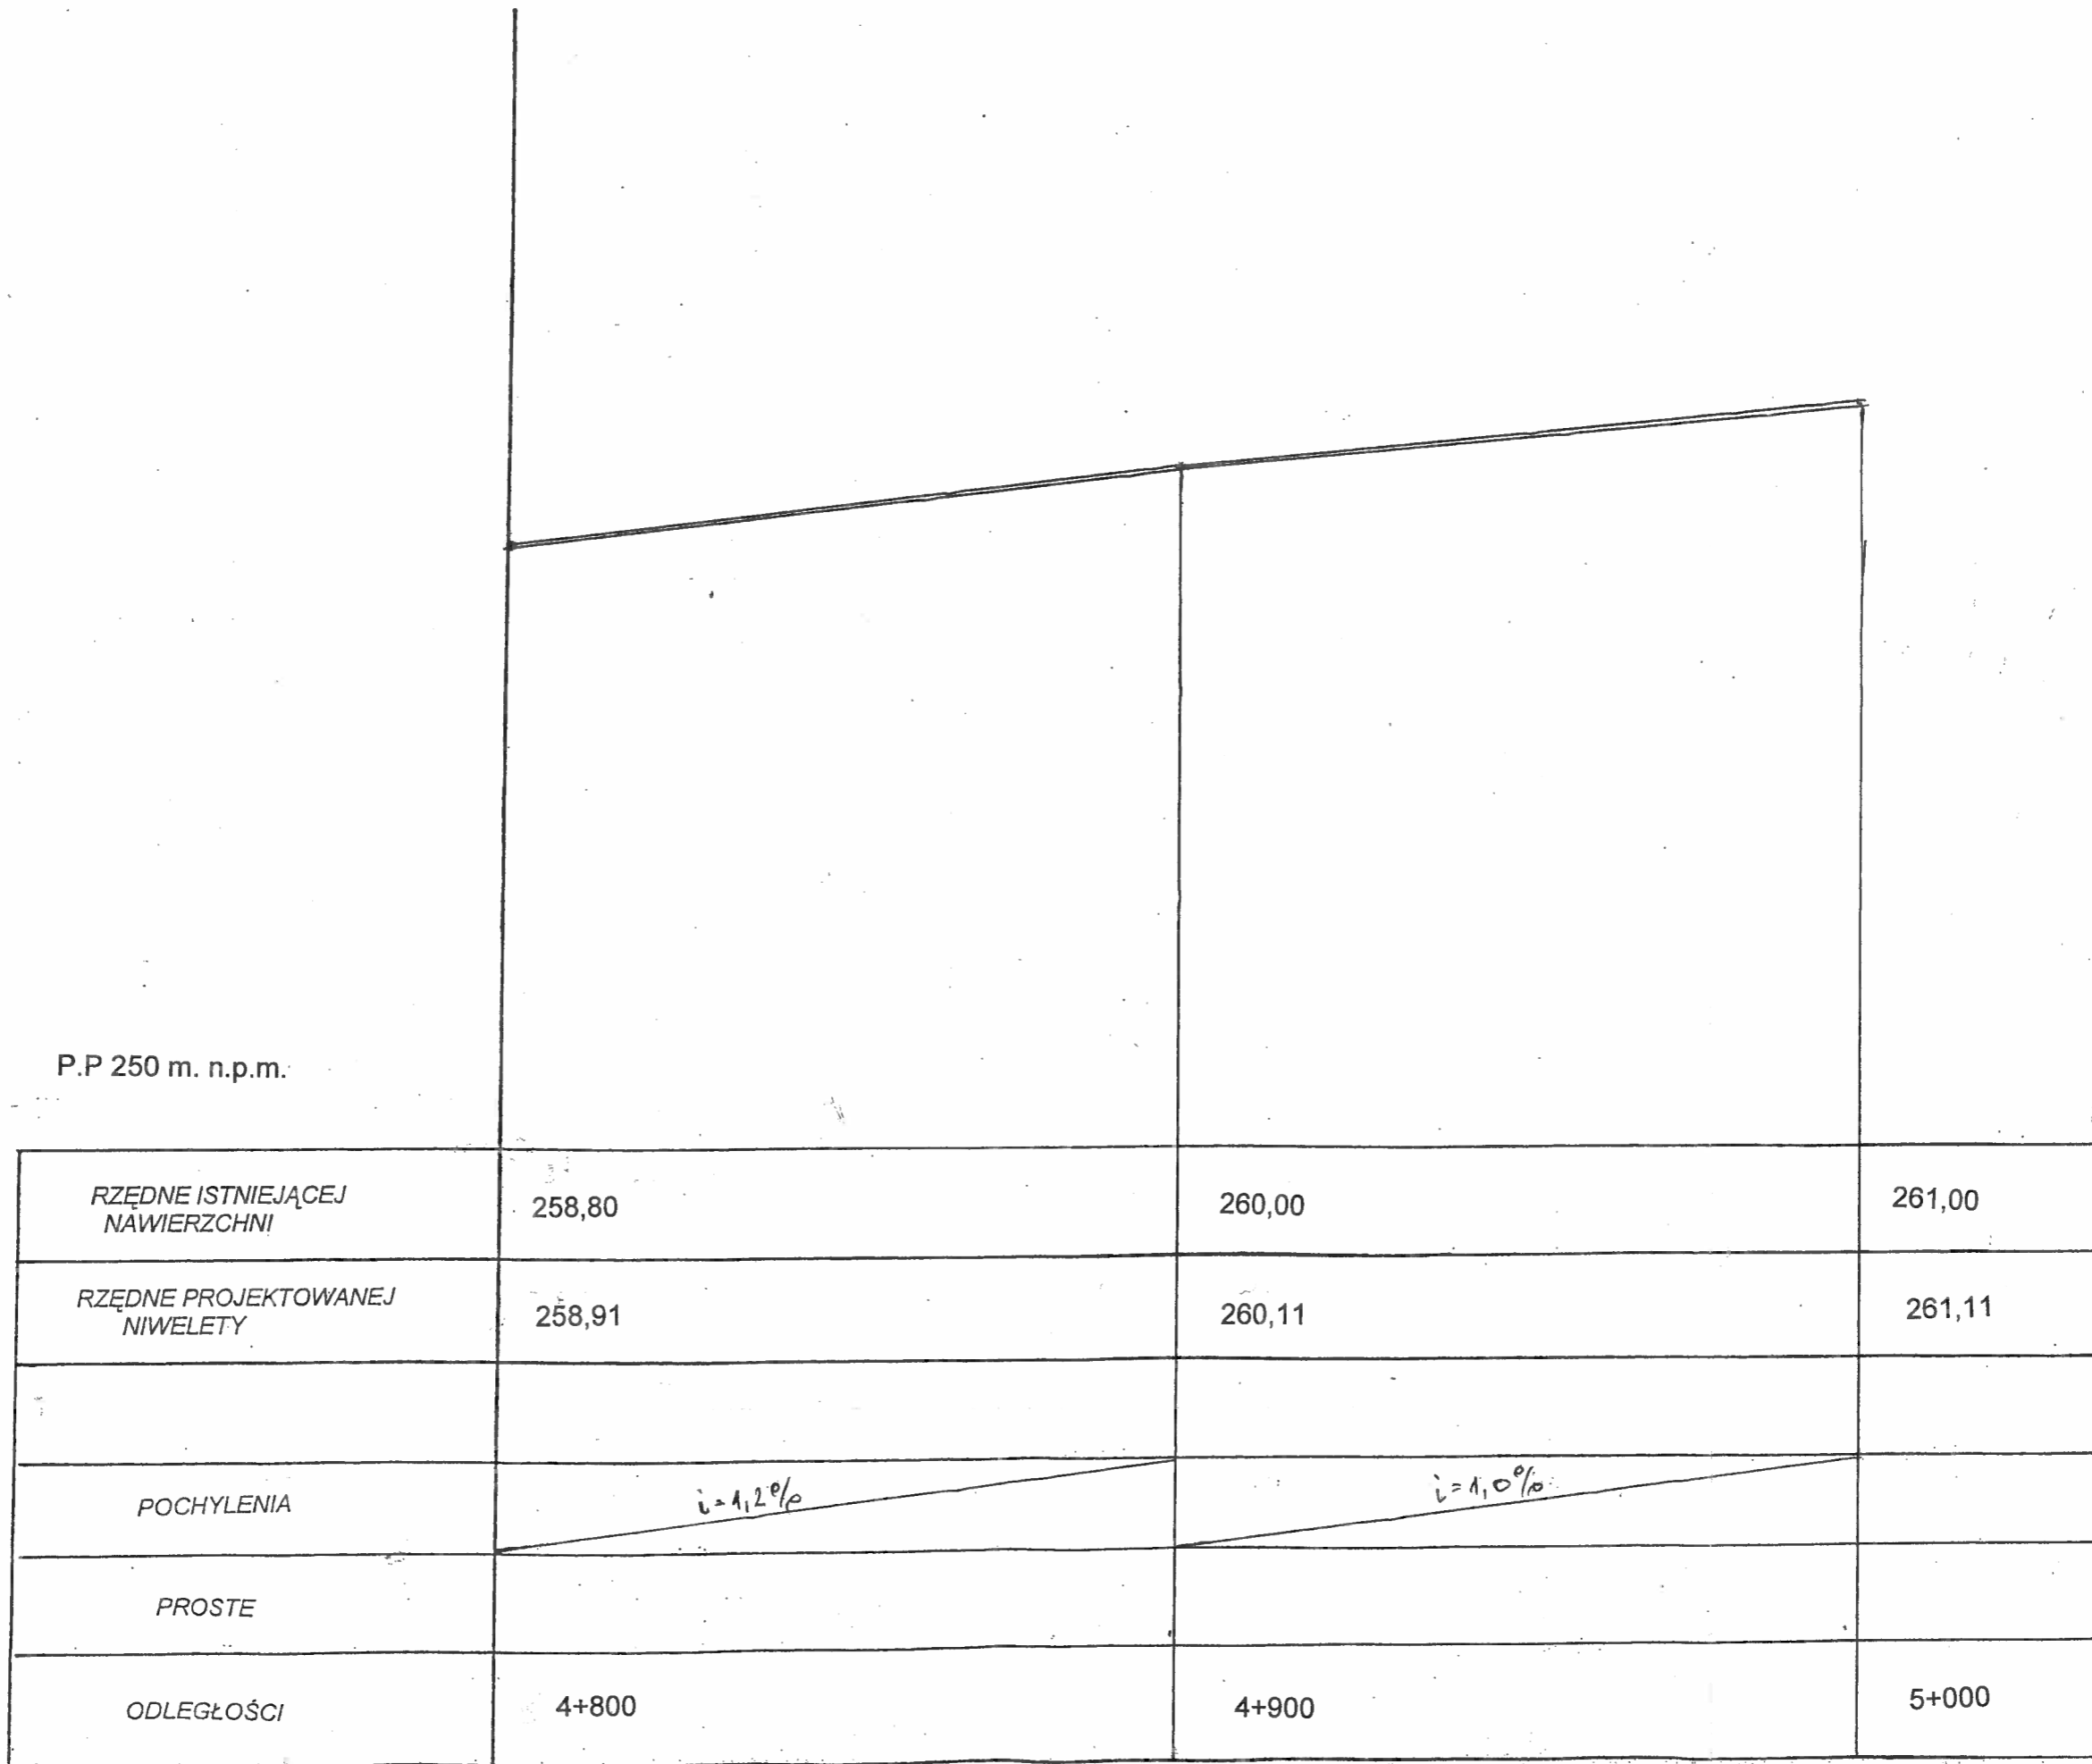 P.P 250 m. n.p.m.
RZĘDNE ISTNIEJĄCEJ
NAWIERZCHNI
258,80
260,00
261,00
RZĘDNE PROJEKTOWANEJ
NIWELETY
258,91
260,11
261,11
POCHYLENIA
i=1,2%
i=1,0%
PROSTE
ODLEGŁOŚCI
4+800
4+900
5+000